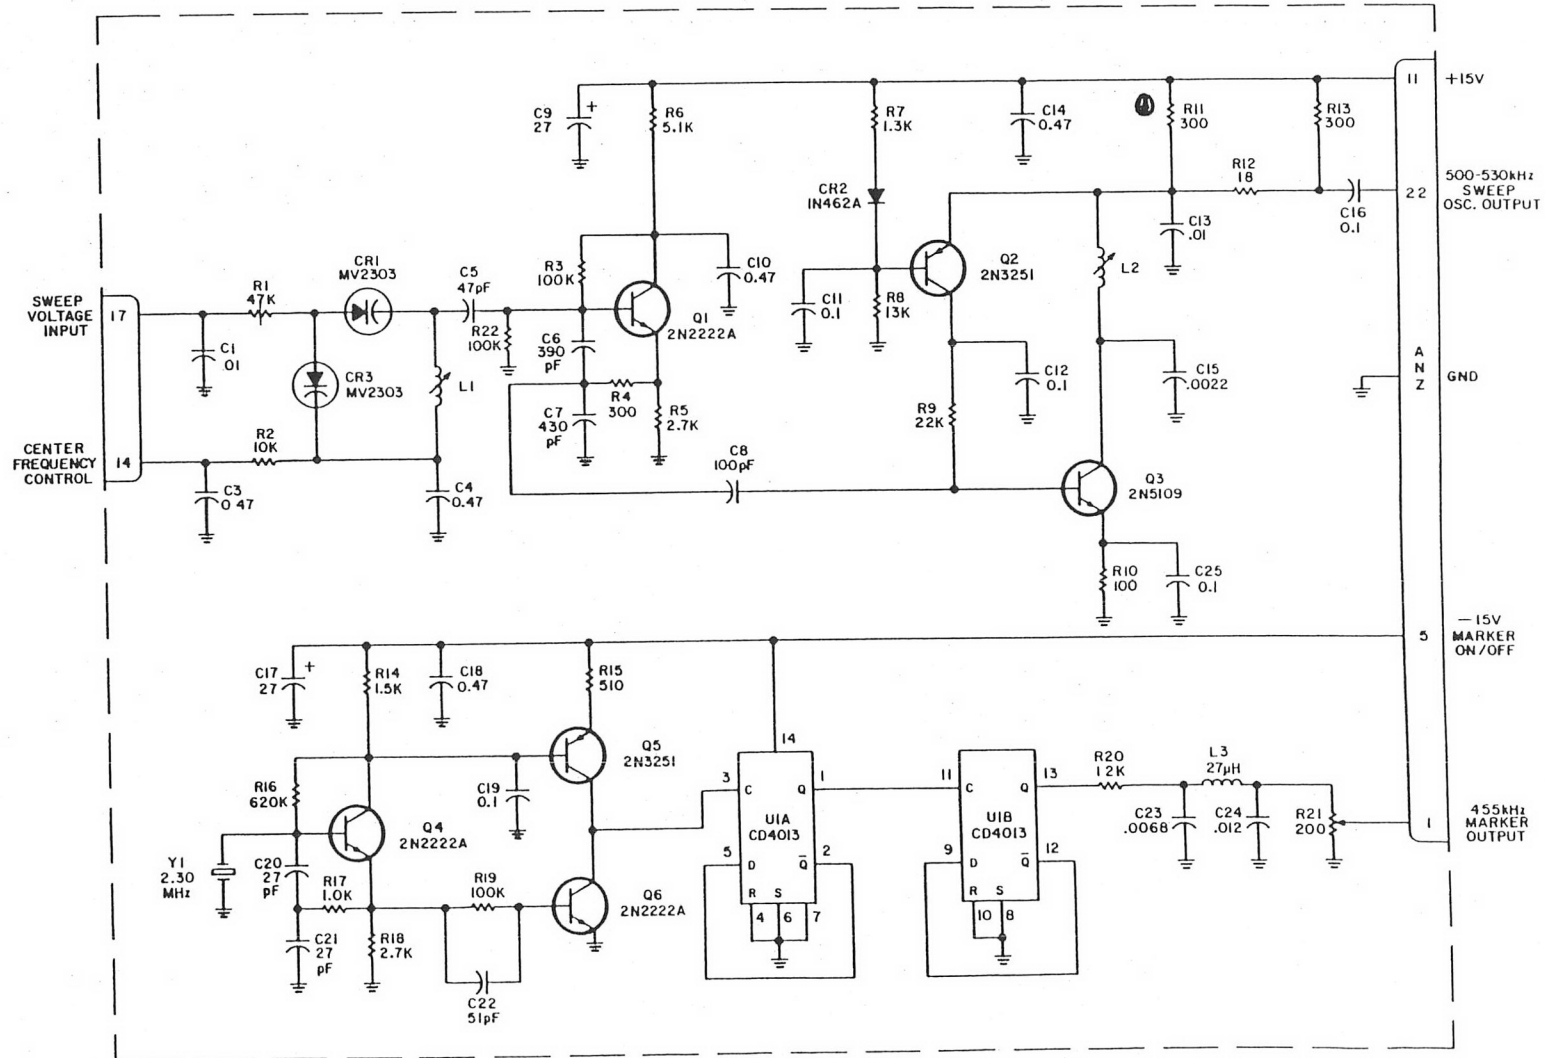 11
+15V
C9
27
+
R6
5.1K
R7
1.3K
C14
0.47
R11
300
R13
300
R12
18
C16
0.1
22
500-530kHz
SWEEP
OSC. OUTPUT
CR2
1N462A
C13
.01
Q2
2N3251
L2
C11
0.1
R8
13K
R3
100K
C10
0.47
CR1
MV2303
C5
47pF
SWEEP
VOLTAGE
INPUT
17
R1
47K
C1
.01
CR3
MV2303
L1
R22
100K
C6
390
pF
Q1
2N2222A
C7
430
pF
R4
300
R5
2.7K
C12
0.1
C15
.0022
A
N
Z
GND
R9
22K
C8
100pF
CENTER
FREQUENCY
CONTROL
14
R2
10K
C3
0.47
C4
0.47
Q3
2N5109
R10
100
C25
0.1
5
-15V
MARKER
ON/OFF
C17
27
+
R14
1.5K
C18
0.47
R15
510
Q5
2N3251
C19
0.1
R16
620K
Q4
2N2222A
Y1
2.30
MHz
C20
27
pF
R17
1.0K
R19
100K
Q6
2N2222A
C21
27
pF
R18
2.7K
C22
51pF
14
3
C
Q
1
U1A
CD4013
5
D
Q̅
2
R
S
4
6
7
11
C
Q
13
U1B
CD4013
9
D
Q̅
12
R
S
10
8
R20
1.2K
L3
27µH
C23
.0068
C24
.012
R21
200
1
455kHz
MARKER
OUTPUT